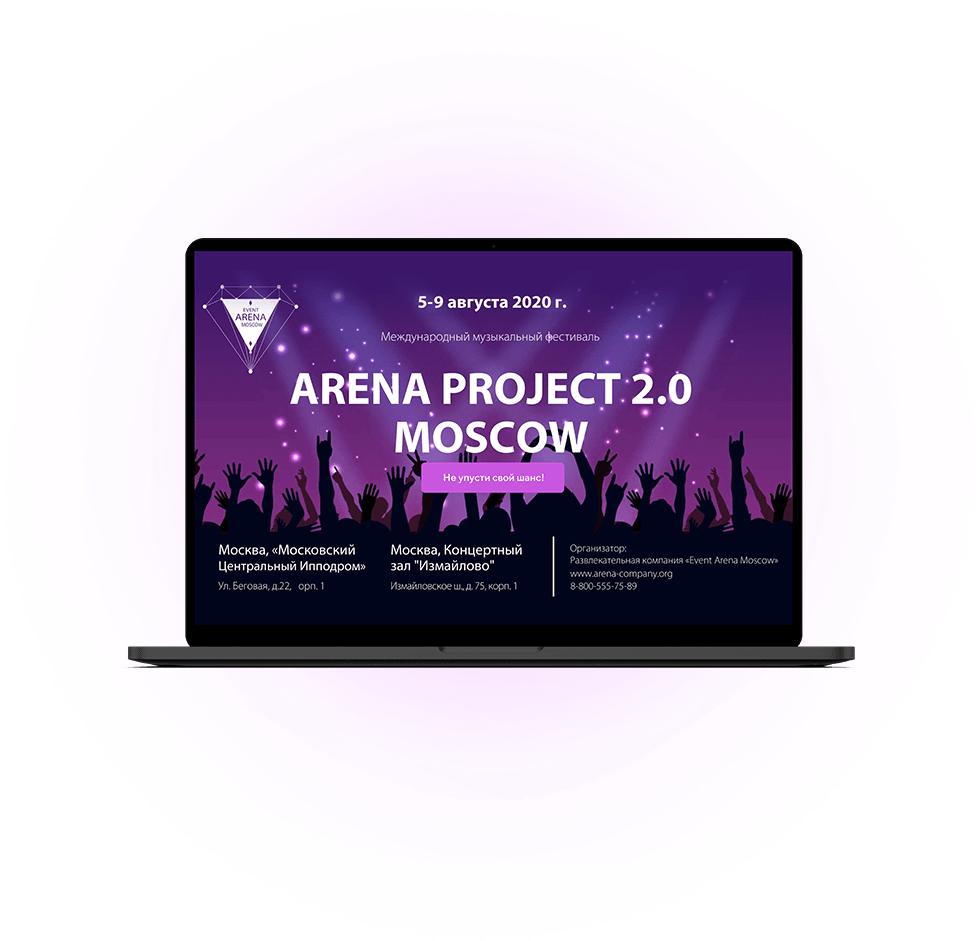 EVENT
ARENA
MOSCOW
5-9 августа 2020 г.
Международный музыкальный фестиваль
ARENA PROJECT 2.0
MOSCOW
Не упусти свой шанс!
Москва, «Московский
Центральный Ипподром»
Ул. Беговая, д.22, орп. 1
Москва, Концертный
зал "Измайлово"
Измайловское ш., д. 75, корп. 1
Организатор:
Развлекательная компания «Event Arena Moscow»
www.arena-company.org
8-800-555-75-89